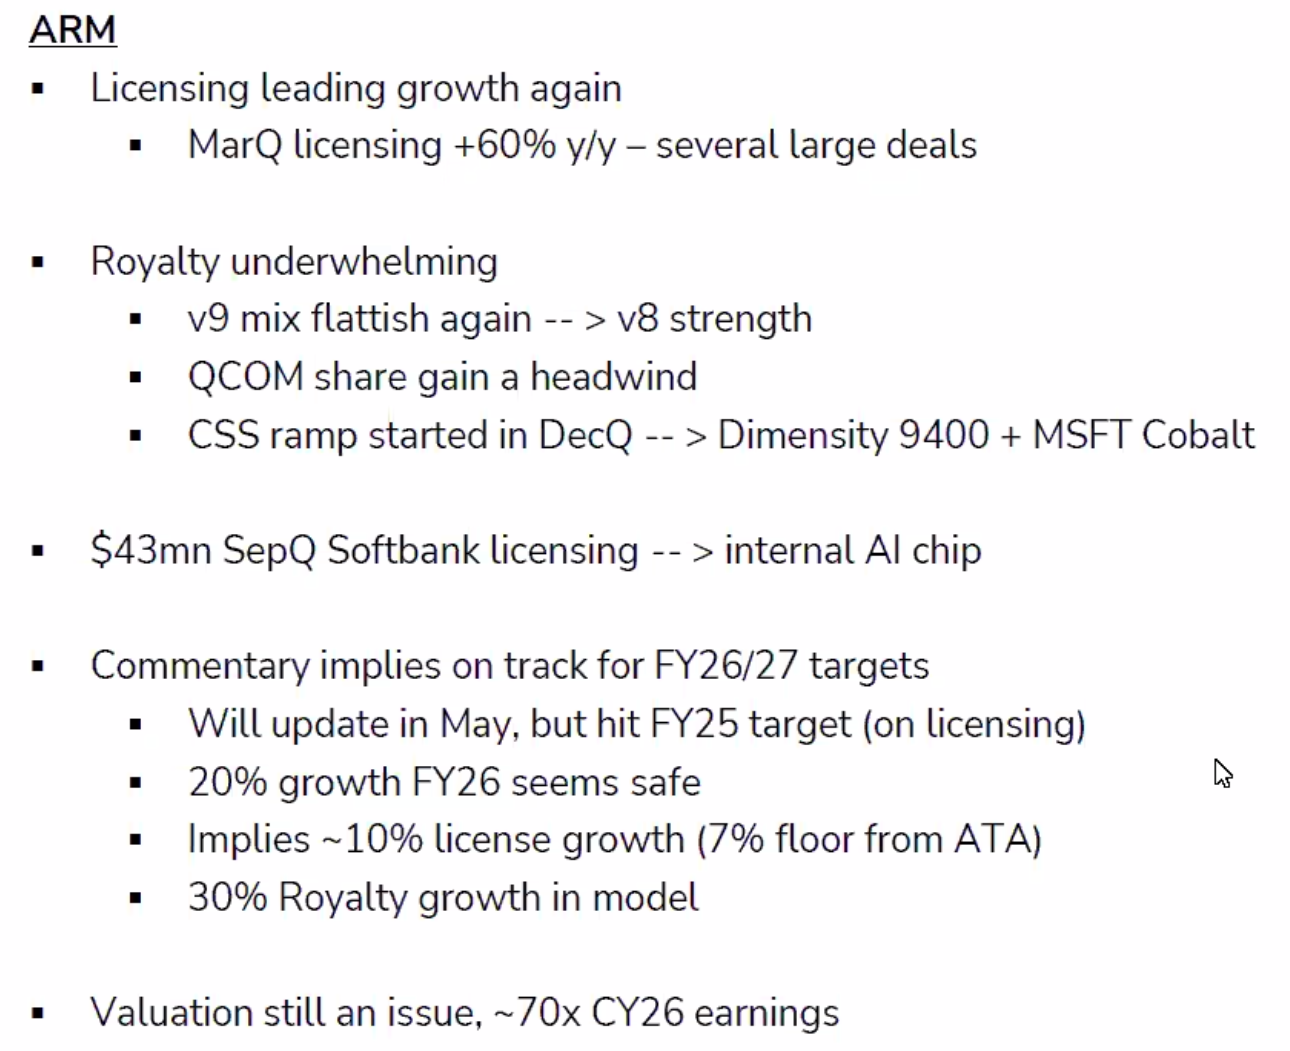 ARM
▪ Licensing leading growth again
▪ MarQ licensing +60% y/y – several large deals
▪ Royalty underwhelming
▪ v9 mix flattish again -- > v8 strength
▪ QCOM share gain a headwind
▪ CSS ramp started in DecQ -- > Dimensity 9400 + MSFT Cobalt
▪ $43mn SepQ Softbank licensing -- > internal AI chip
▪ Commentary implies on track for FY26/27 targets
▪ Will update in May, but hit FY25 target (on licensing)
▪ 20% growth FY26 seems safe
▪ Implies ~10% license growth (7% floor from ATA)
▪ 30% Royalty growth in model
▪ Valuation still an issue, ~70x CY26 earnings